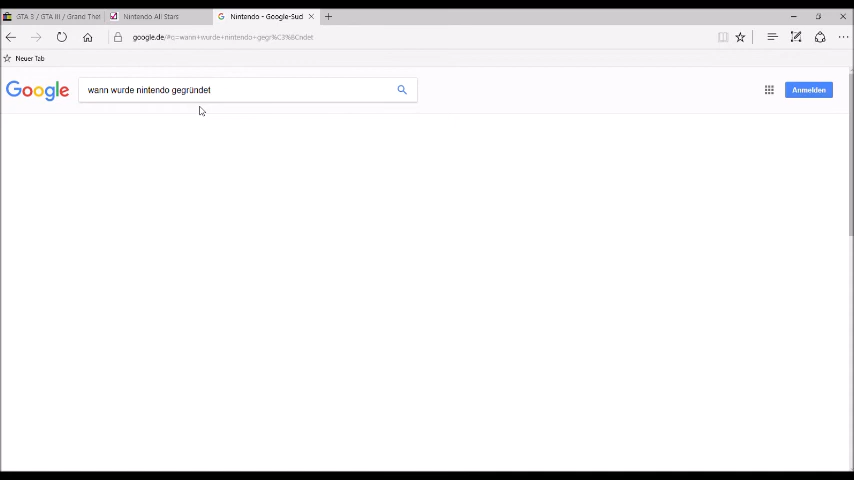 GTA 3 / GTA III / Grand Thef
Nintendo All Stars
Nintendo - Google-Sud
google.de/#q=wann+wurde+nintendo+gegr%C3%BCndet
Neuer Tab
Google
wann wurde nintendo gegründet
Anmelden